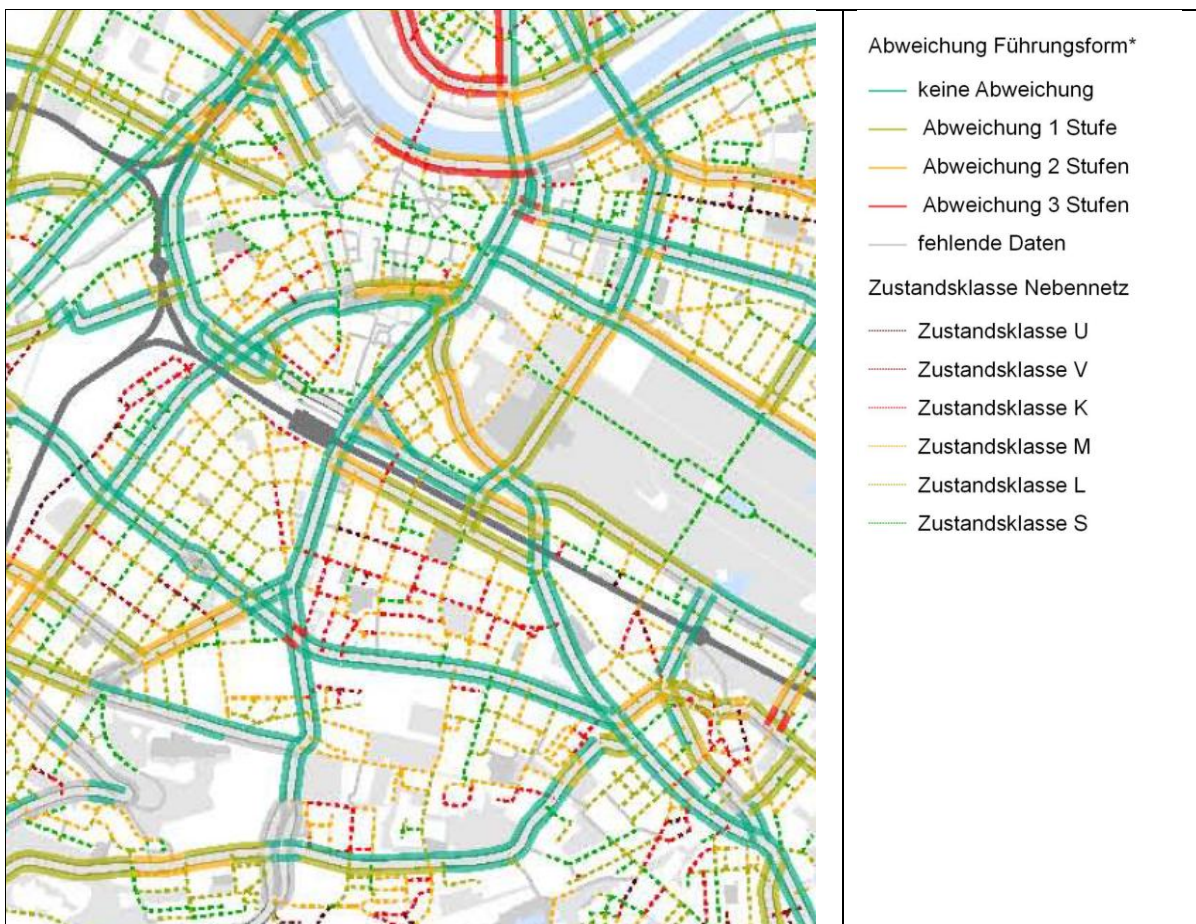 Abweichung Führungsform*
keine Abweichung
Abweichung 1 Stufe
Abweichung 2 Stufen
Abweichung 3 Stufen
fehlende Daten
Zustandsklasse Nebennetz
Zustandsklasse U
Zustandsklasse V
Zustandsklasse K
Zustandsklasse M
Zustandsklasse L
Zustandsklasse S